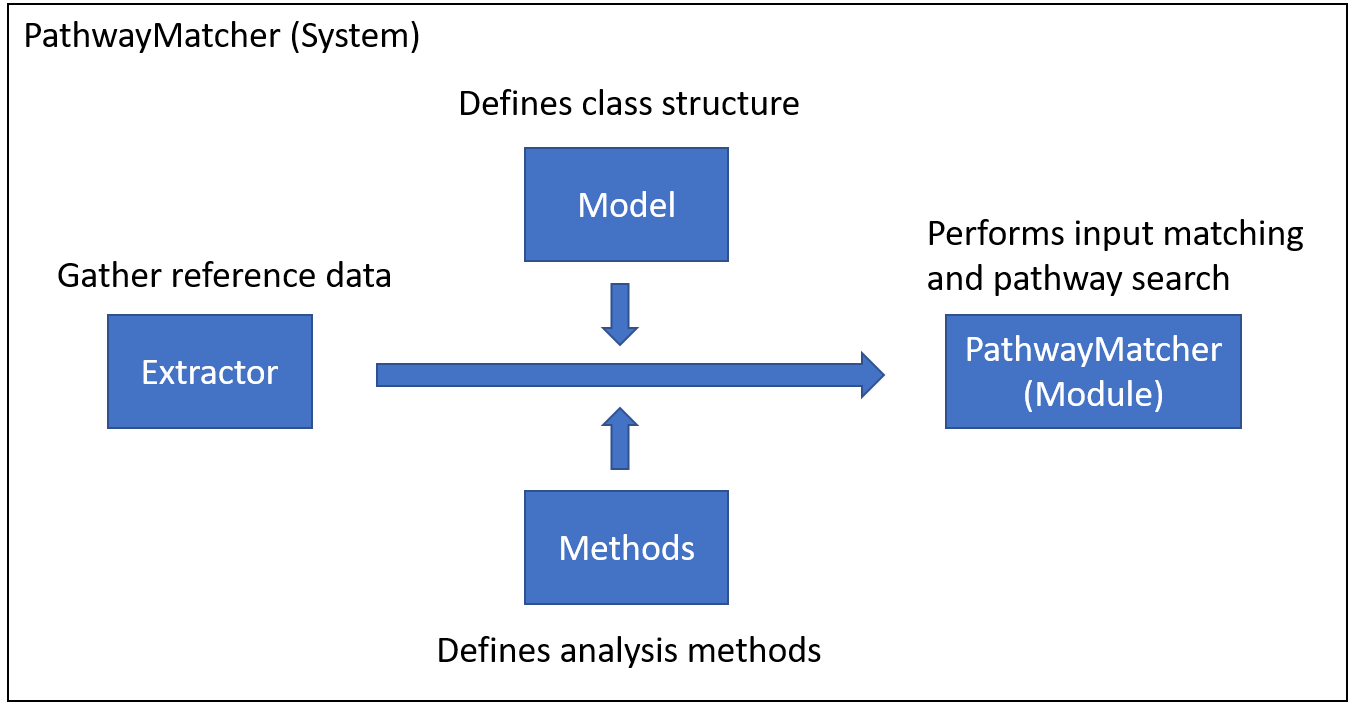 PathwayMatcher (System)
Defines class structure
Model
Gather reference data
Extractor
Performs input matching
and pathway search
PathwayMatcher
(Module)
Methods
Defines analysis methods